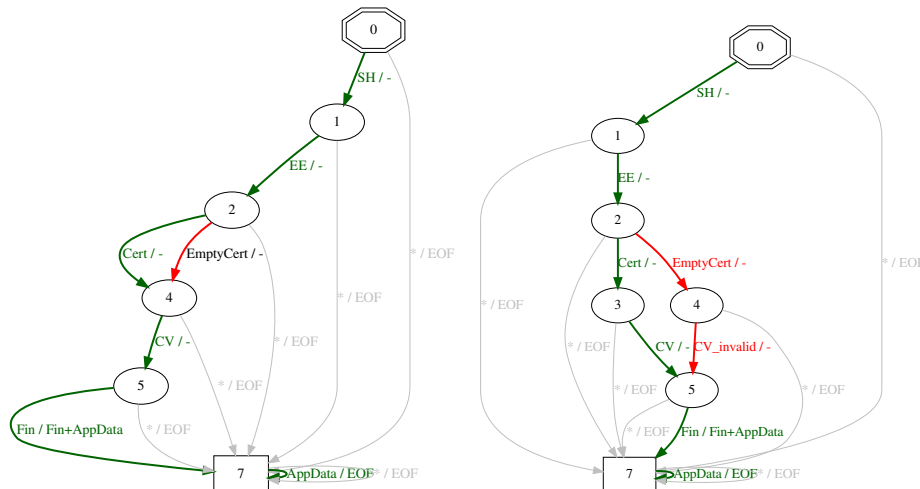 0
SH / -
1
EE / -
2
Cert / -
EmptyCert / -
4
CV / -
5
Fin / Fin+AppData
* / EOF
* / EOF
* / EOF
* / EOF
* / EOF
7
AppData / EOF
* / EOF
0
SH / -
1
EE / -
2
Cert / -
EmptyCert / -
3
4
CV / -
CV_invalid / -
5
Fin / Fin+AppData
* / EOF
* / EOF
* / EOF
* / EOF
* / EOF
* / EOF
7
AppData / EOF
* / EOF